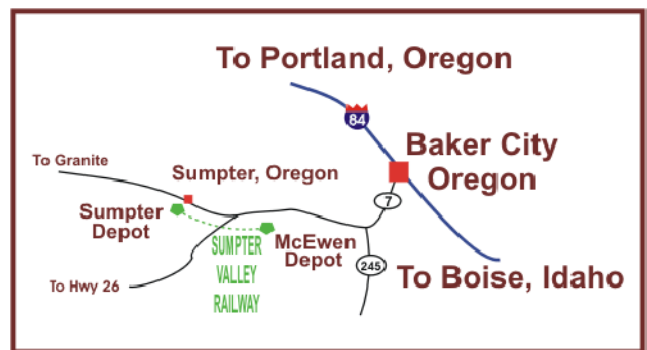 To Portland, Oregon
84
Baker City
Oregon
To Granite
Sumpter, Oregon
7
Sumpter
Depot
McEwen
Depot
SUMPTER
VALLEY
RAILWAY
245
To Boise, Idaho
To Hwy 26